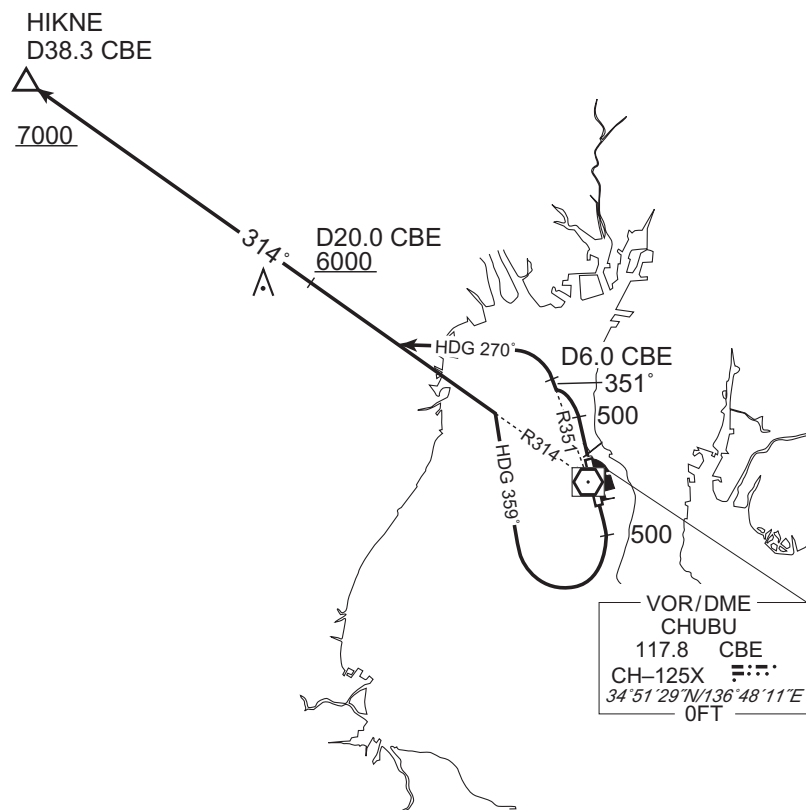 HIKNE
D38.3 CBE
7000
314°
D20.0 CBE
6000
HDG 270°
D6.0 CBE
351°
R351
500
R314
HDG 359°
500
VOR/DME
CHUBU
117.8 CBE
CH–125X
34°51′29″N/136°48′11″E
0FT